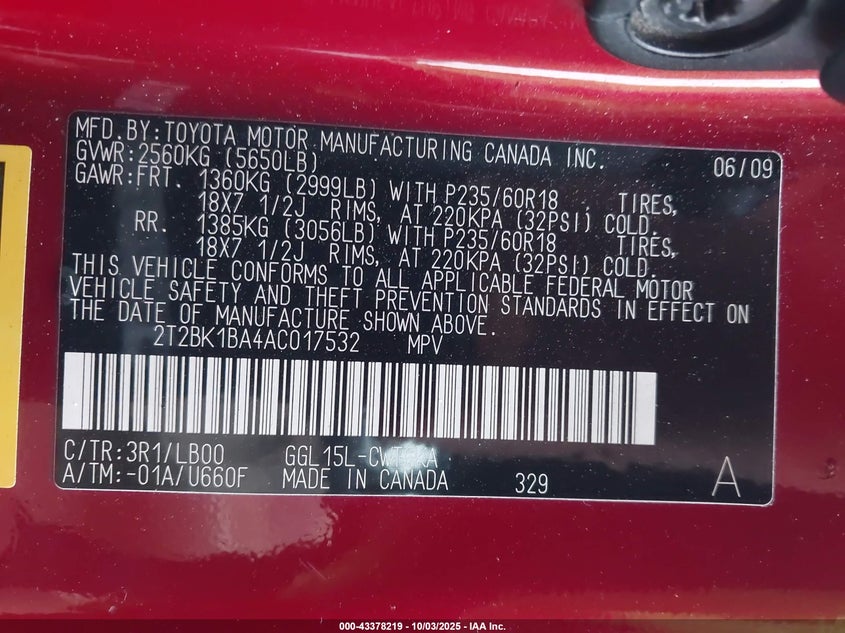 MFD.BY:TOYOTA MOTOR MANUFACTURING CANADA INC. 06/09
GVWR:2560KG (5650LB)
GAWR:FRT. 1360KG (2999LB) WITH P235/60R18 TIRES,
18X7 1/2J RIMS, AT 220KPA (32PSI) COLD.
RR. 1385KG (3056LB) WITH P235/60R18 TIRES,
18X7 1/2J RIMS, AT 220KPA (32PSI) COLD.
THIS VEHICLE CONFORMS TO ALL APPLICABLE FEDERAL MOTOR
VEHICLE SAFETY AND THEFT PREVENTION STANDARDS IN EFFECT ON
THE DATE OF MANUFACTURE SHOWN ABOVE.
2T2BK1BA4AC017532 MPV
C/TR:3R1/LB00
A/TM:-01A/U660F MADE IN CANADA 329 A
000-43378219 - 10/03/2025 - IAA Inc.